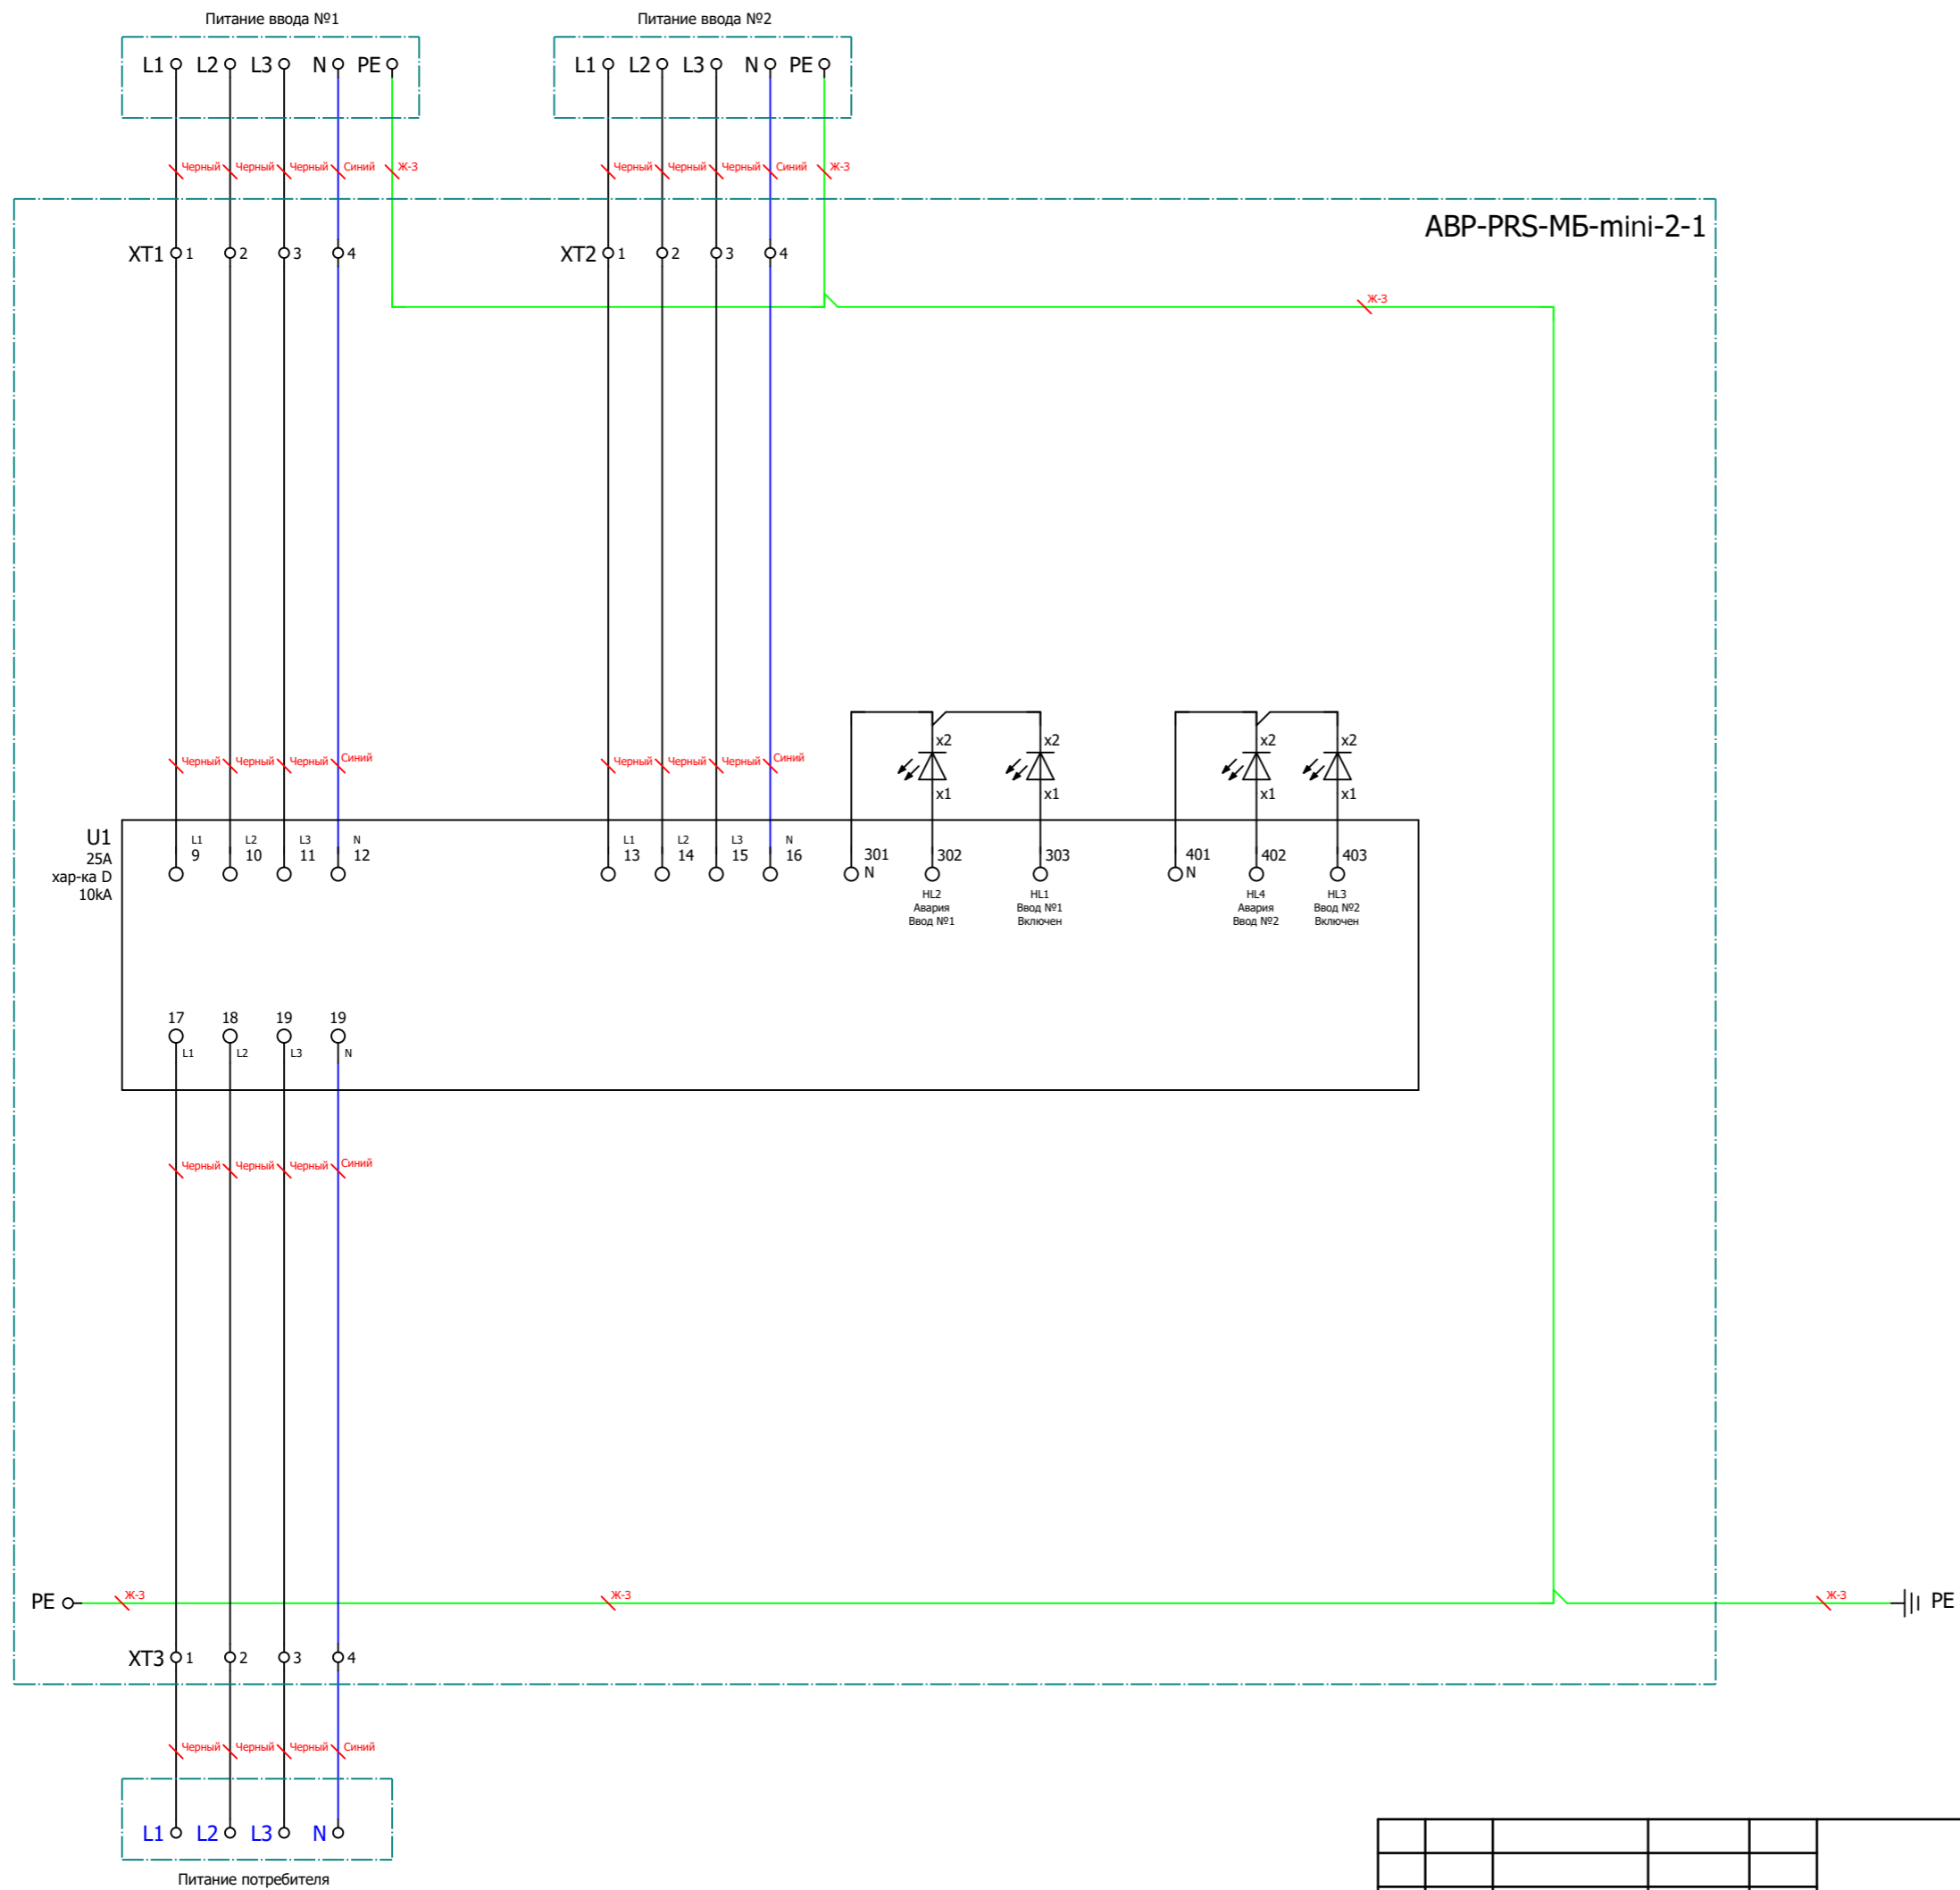 Питание ввода №1 Питание ввода №2
L1 L2 L3 N PE L1 L2 L3 N PE
Черный Черный Черный Синий Ж-З Черный Черный Черный Синий Ж-З
АВР-PRS-МБ-mini-2-1
XT1 1 2 3 4 XT2 1 2 3 4
Ж-З
x2 x2 x2 x2
Черный Черный Черный Синий Черный Черный Черный Синий
x1 x1 x1 x1
U1
25А
хар-ка D
10kA
L1 L2 L3 N L1 L2 L3 N
9 10 11 12 13 14 15 16 301 302 303 401 402 403
N N
HL2 HL1 HL4 HL3
Авария Ввод №1 Авария Ввод №2
Ввод №1 Включен Ввод №2 Включен
17 18 19 19
L1 L2 L3 N
Черный Черный Черный Синий
Ж-З Ж-З Ж-З
PE PE
XT3 1 2 3 4
Черный Черный Черный Синий
L1 L2 L3 N
Питание потребителя